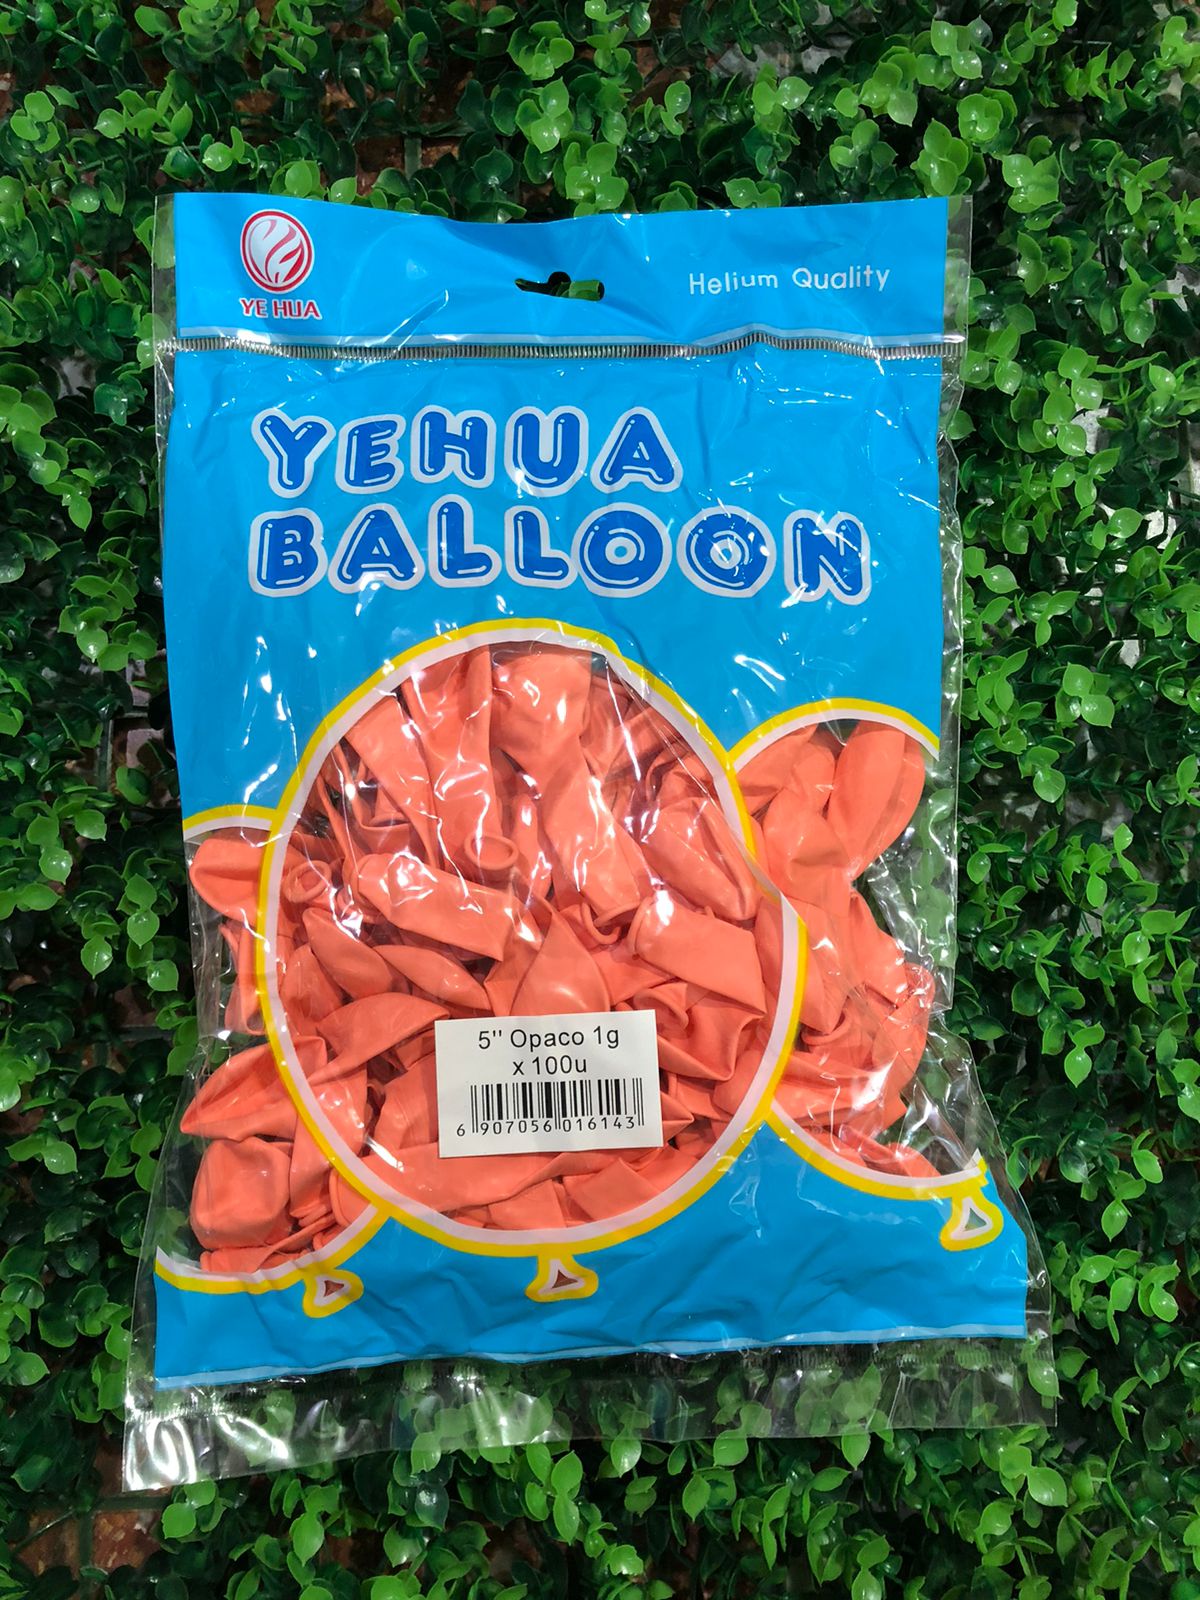 YE HUA
Helium Quality
YEHUA
BALLOON
5" Opaco 1g
x 100u
6 907056 016143